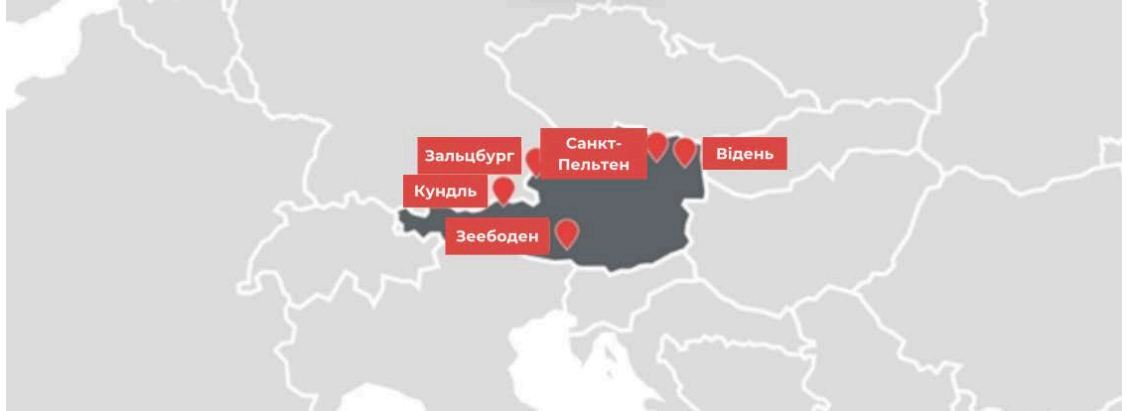 Зальцбург
Санкт-
Пельтен
Відень
Кундль
Зеебоден